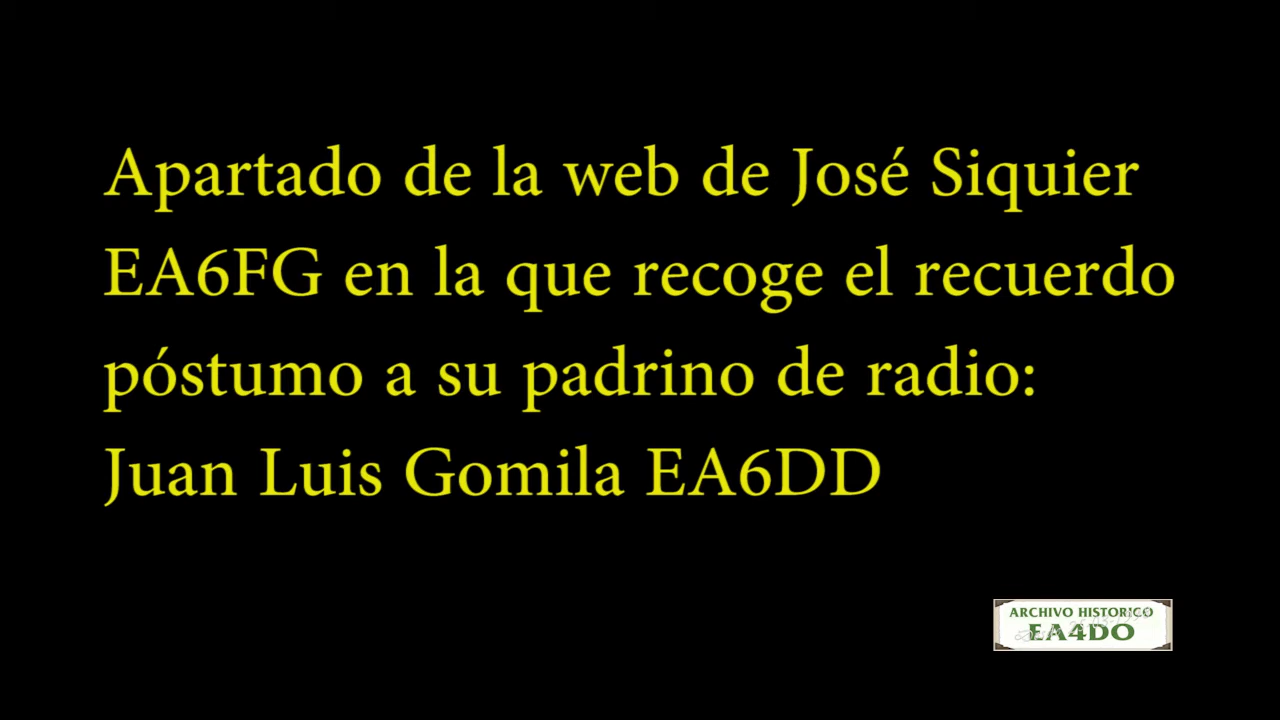 Apartado de la web de José Siquier
EA6FG en la que recoge el recuerdo
póstumo a su padrino de radio:
Juan Luis Gomila EA6DD
ARCHIVO HISTORICO
EA4DO